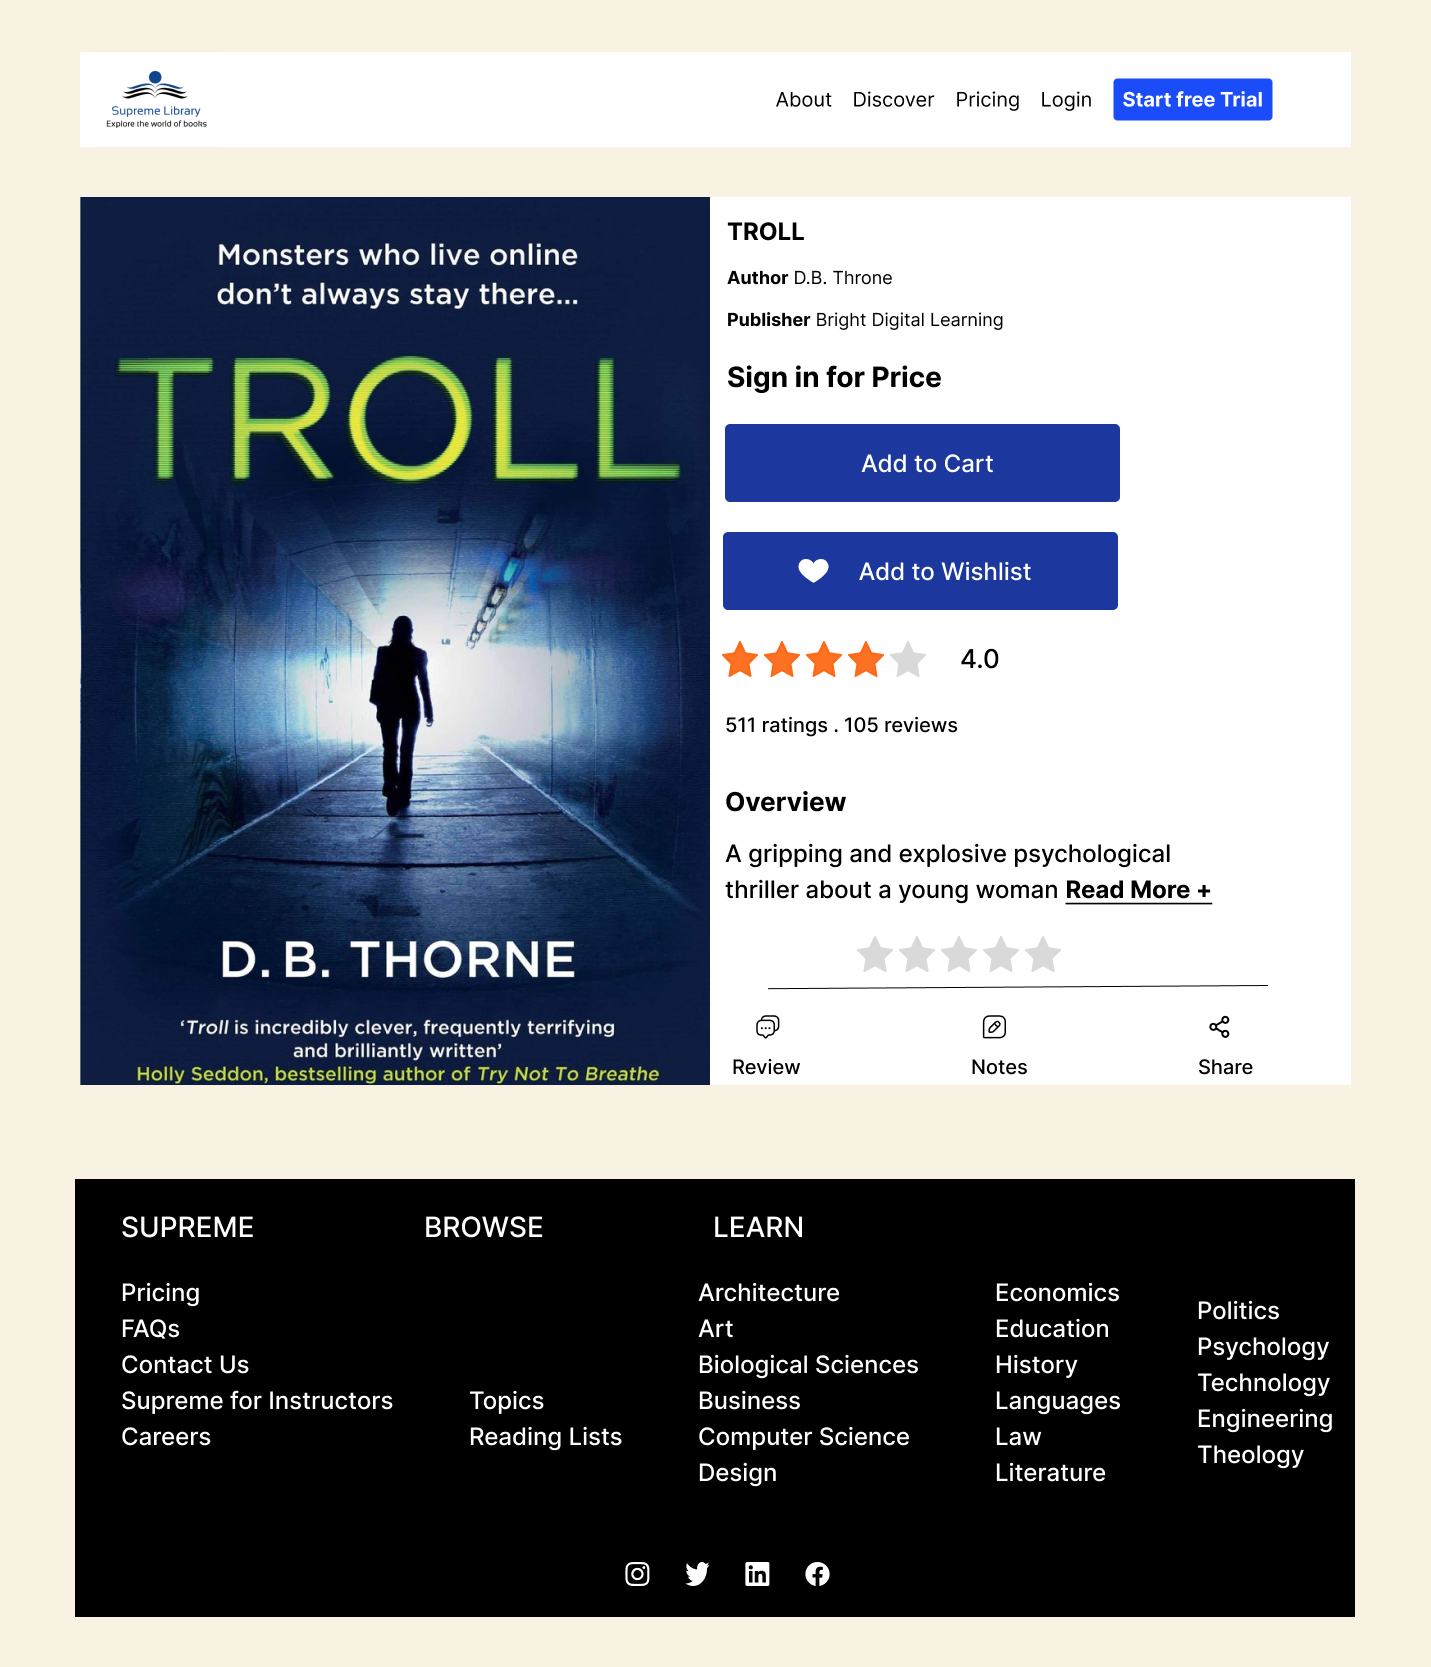 Supreme Library
Explore the world of books
About Discover Pricing Login Start free Trial
Monsters who live online
don't always stay there...
TROLL
D. B. THORNE
'Troll is incredibly clever, frequently terrifying
and brilliantly written'
Holly Seddon, bestselling author of Try Not To Breathe
TROLL
Author D.B. Throne
Publisher Bright Digital Learning
Sign in for Price
Add to Cart
Add to Wishlist
4.0
511 ratings . 105 reviews
Overview
A gripping and explosive psychological
thriller about a young woman Read More +
Review Notes Share
SUPREME
Pricing
FAQs
Contact Us
Supreme for Instructors
Careers
BROWSE
Topics
Reading Lists
LEARN
Architecture
Art
Biological Sciences
Business
Computer Science
Design
Economics
Education
History
Languages
Law
Literature
Politics
Psychology
Technology
Engineering
Theology